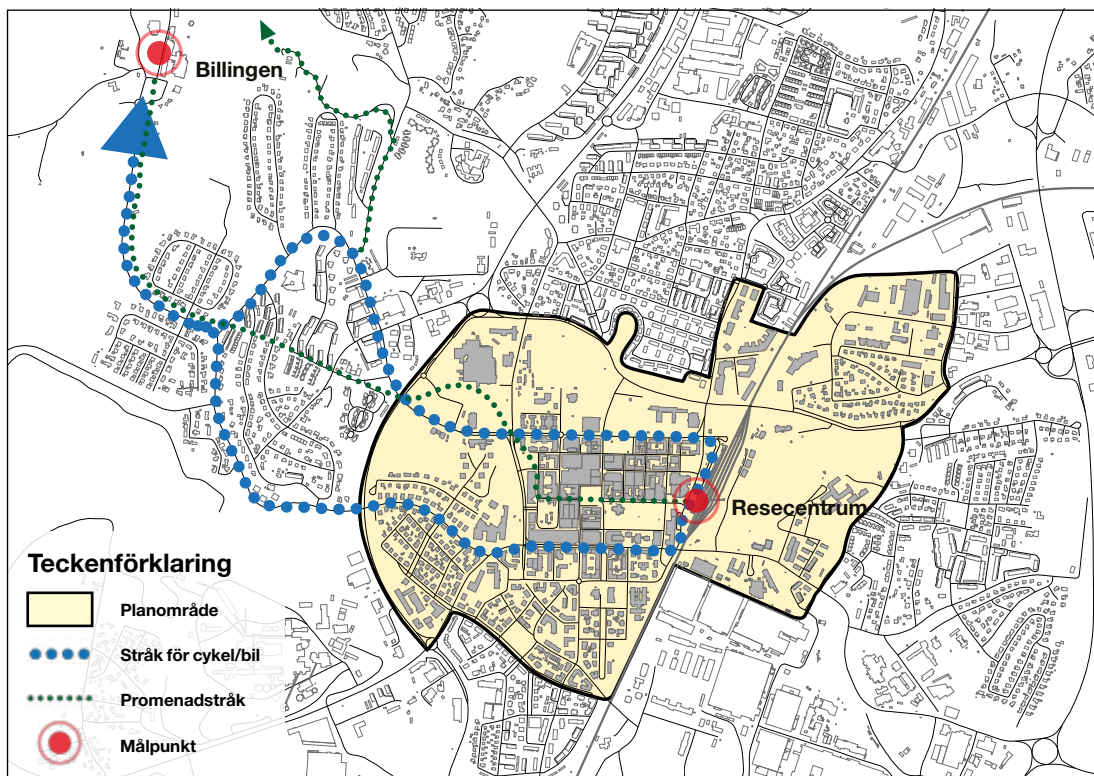 Billingen
Resecentrum
Teckenförklaring
Planområde
Stråk för cykel/bil
Promenadstråk
Målpunkt